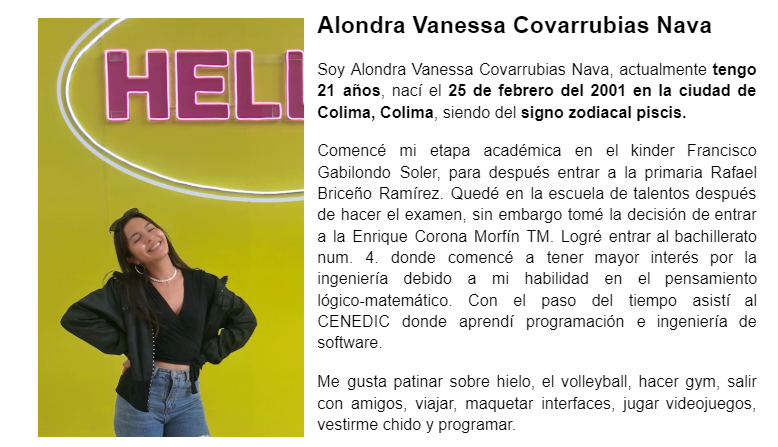 HELL
Alondra Vanessa Covarrubias Nava
Soy Alondra Vanessa Covarrubias Nava, actualmente tengo
21 años, nací el 25 de febrero del 2001 en la ciudad de
Colima, Colima, siendo del signo zodiacal piscis.
Comencé mi etapa académica en el kinder Francisco
Gabilondo Soler, para después entrar a la primaria Rafael
Briceño Ramírez. Quedé en la escuela de talentos después
de hacer el examen, sin embargo tomé la decisión de entrar
a la Enrique Corona Morfín TM. Logré entrar al bachillerato
num. 4. donde comencé a tener mayor interés por la
ingeniería debido a mi habilidad en el pensamiento
lógico-matemático. Con el paso del tiempo asistí al
CENEDIC donde aprendí programación e ingeniería de
software.
Me gusta patinar sobre hielo, el volleyball, hacer gym, salir
con amigos, viajar, maquetar interfaces, jugar videojuegos,
vestirme chido y programar.